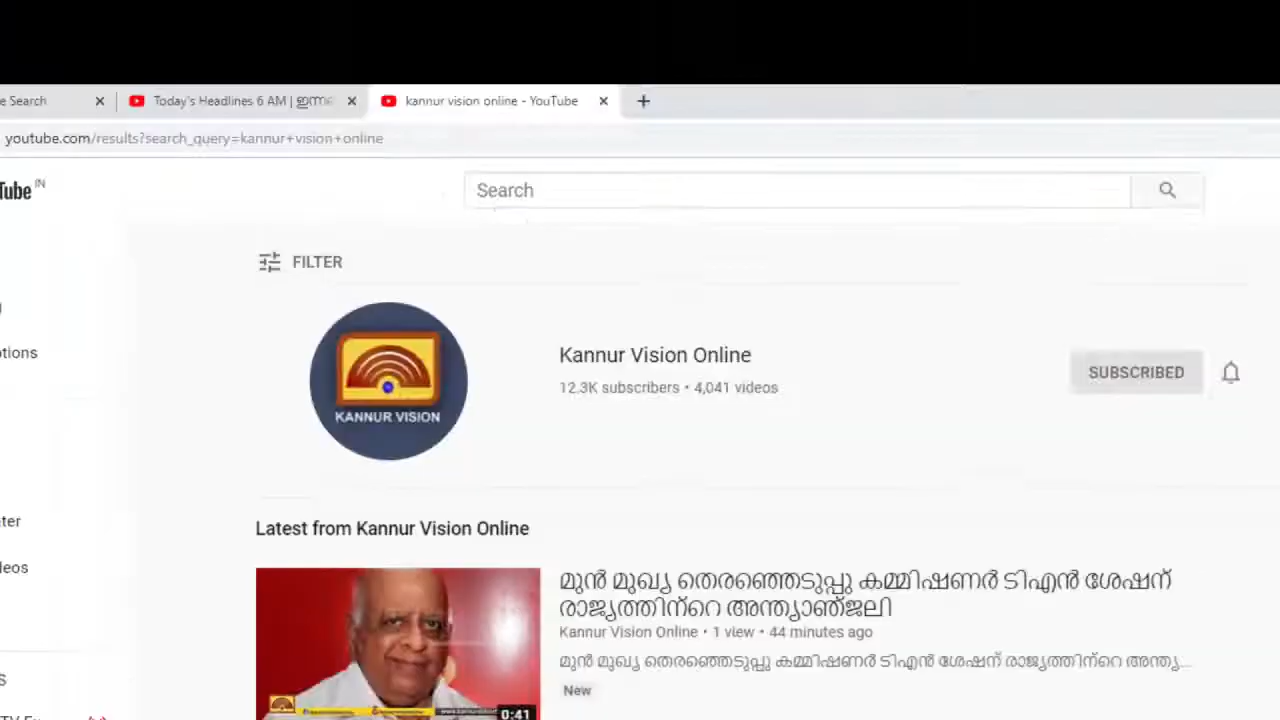 e Search
Today's Headlines 6 AM | ഇന്ന
kannur vision online - YouTube
youtube.com/results?search_query=kannur+vision+online
Tube IN
Search
FILTER
KANNUR VISION
Kannur Vision Online
12.3K subscribers • 4,041 videos
SUBSCRIBED
otions
ter
leos
Latest from Kannur Vision Online
മുൻ മുഖ്യ തെരഞ്ഞെടുപ്പു കമ്മിഷണർ ടിഎൻ ശേഷന്
രാജ്യത്തിന്റെ അന്ത്യാഞ്ജലി
Kannur Vision Online • 1 view • 44 minutes ago
മുൻ മുഖ്യ തെരഞ്ഞെടുപ്പു കമ്മിഷണർ ടിഎൻ ശേഷന് രാജ്യത്തിന്റെ അന്ത്യ...
New
0:41